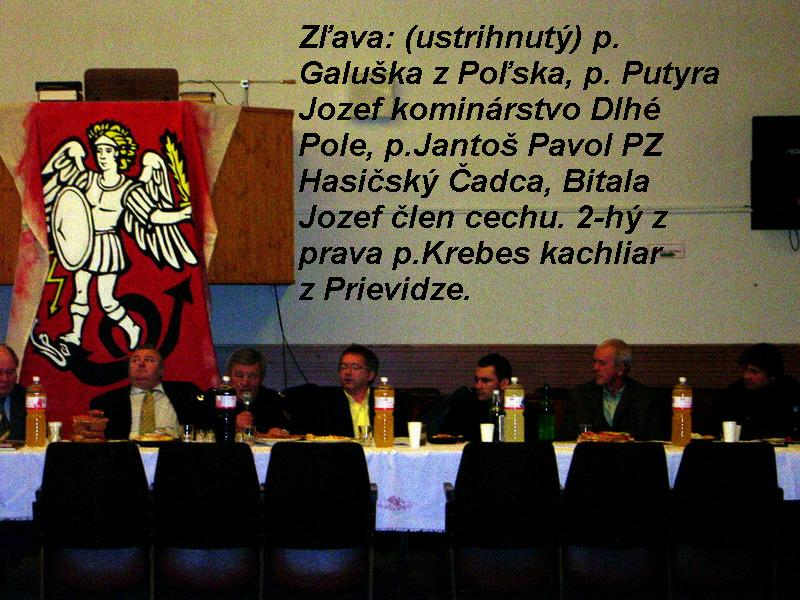 Zľava: (ustrihnutý) p.
Galuška z Poľska, p. Putyra
Jozef kominárstvo Dlhé
Pole, p.Jantoš Pavol PZ
Hasičský Čadca, Bitala
Jozef člen cechu. 2-hý z
prava p.Krebes kachliar
z Prievidze.